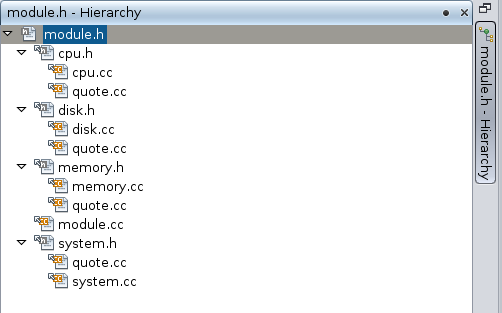 module.h - Hierarchy
module.h
cpu.h
cpu.cc
quote.cc
disk.h
disk.cc
quote.cc
memory.h
memory.cc
quote.cc
module.cc
system.h
quote.cc
system.cc
module.h - Hierarchy